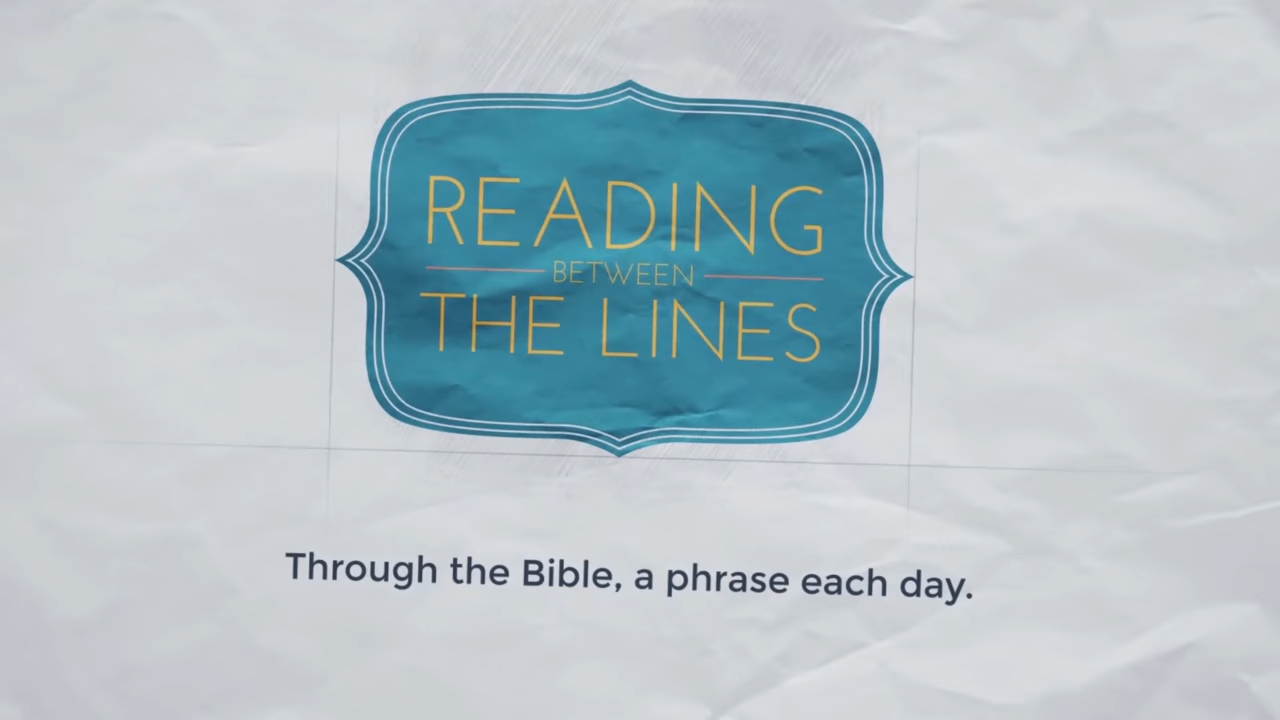 READING
BETWEEN
THE LINES
Through the Bible, a phrase each day.